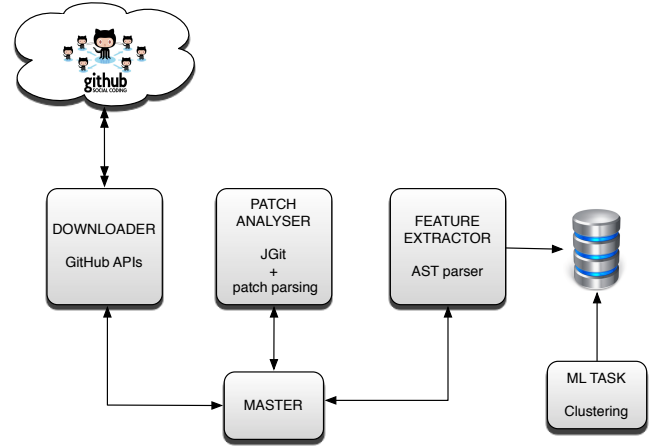 github
SOCIAL CODING
DOWNLOADER
GitHub APIs
PATCH
ANALYSER
JGit
+
patch parsing
FEATURE
EXTRACTOR
AST parser
MASTER
ML TASK
Clustering